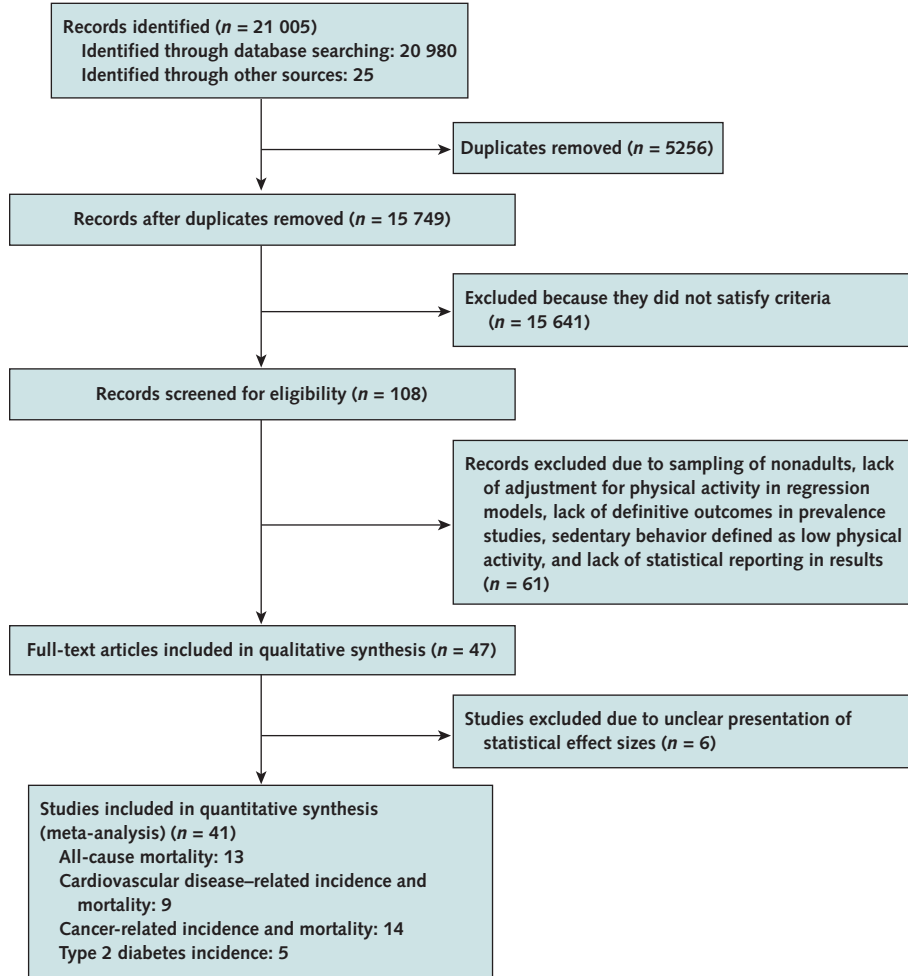 Records identified (n = 21 005)
Identified through database searching: 20 980
Identified through other sources: 25
Duplicates removed (n = 5256)
Records after duplicates removed (n = 15 749)
Excluded because they did not satisfy criteria
(n = 15 641)
Records screened for eligibility (n = 108)
Records excluded due to sampling of nonadults, lack
of adjustment for physical activity in regression
models, lack of definitive outcomes in prevalence
studies, sedentary behavior defined as low physical
activity, and lack of statistical reporting in results
(n = 61)
Full-text articles included in qualitative synthesis (n = 47)
Studies excluded due to unclear presentation of
statistical effect sizes (n = 6)
Studies included in quantitative synthesis
(meta-analysis) (n = 41)
All-cause mortality: 13
Cardiovascular disease–related incidence and
mortality: 9
Cancer-related incidence and mortality: 14
Type 2 diabetes incidence: 5